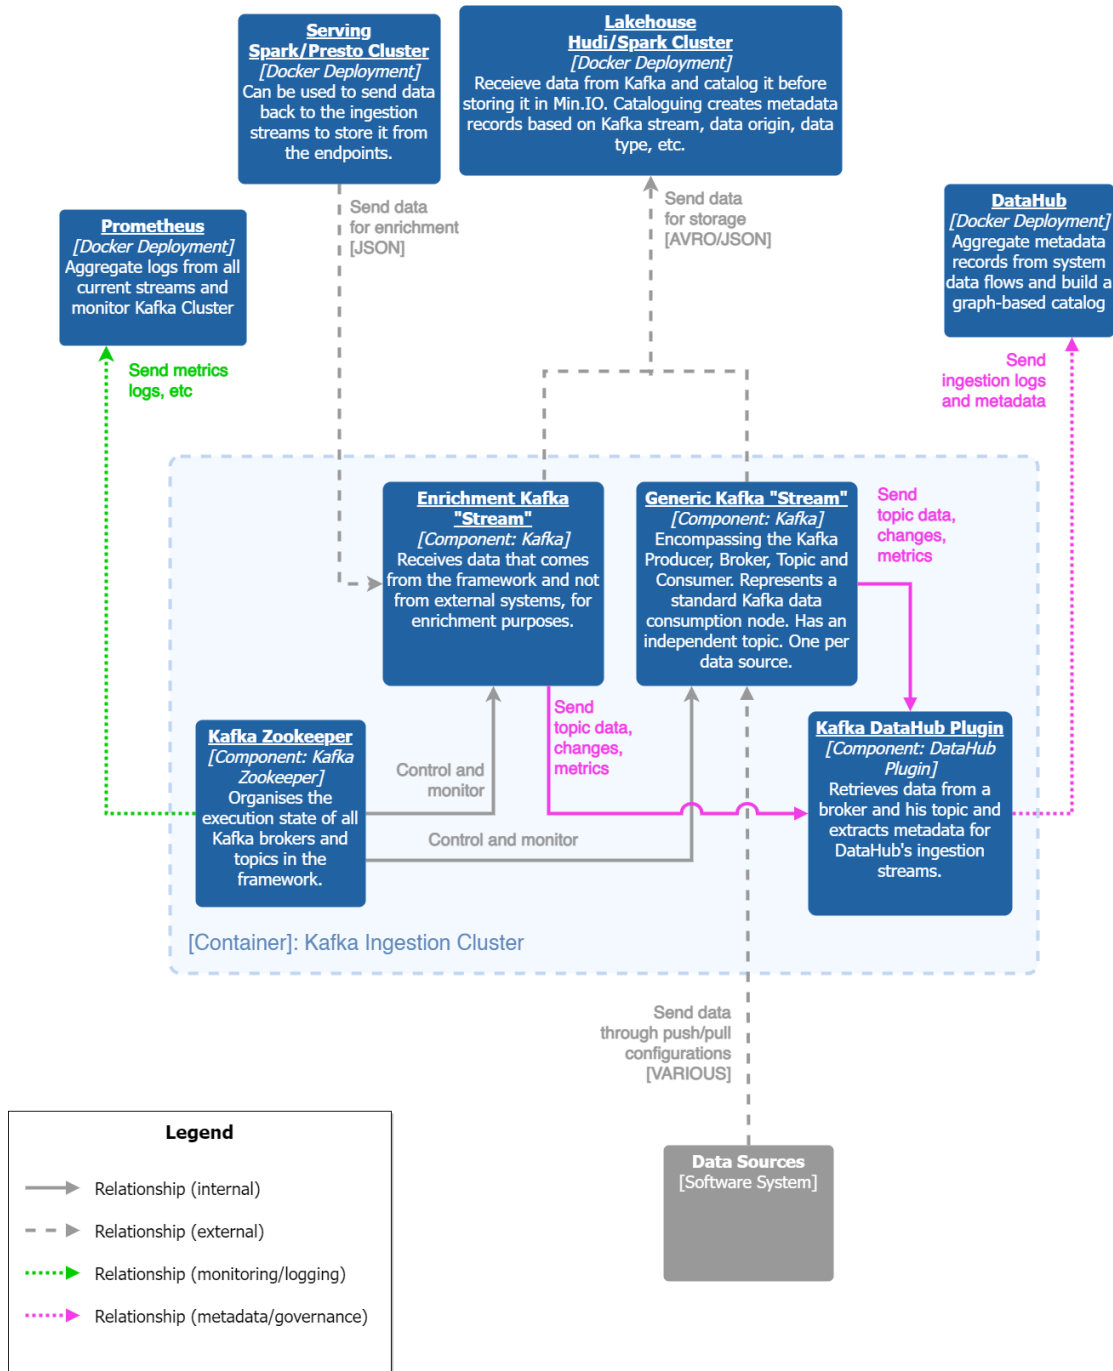 Serving
Spark/Presto Cluster
[Docker Deployment]
Can be used to send data
back to the ingestion
streams to store it from
the endpoints.
Lakehouse
Hudi/Spark Cluster
[Docker Deployment]
Receieve data from Kafka and catalog it before
storing it in Min.IO. Cataloguing creates metadata
records based on Kafka stream, data origin, data
type, etc.
Prometheus
[Docker Deployment]
Aggregate logs from all
current streams and
monitor Kafka Cluster
Send data
for enrichment
[JSON]
Send data
for storage
[AVRO/JSON]
DataHub
[Docker Deployment]
Aggregate metadata
records from system
data flows and build a
graph-based catalog
Send metrics
logs, etc
Send
ingestion logs
and metadata
Enrichment Kafka
"Stream"
[Component: Kafka]
Receives data that comes
from the framework and not
from external systems, for
enrichment purposes.
Generic Kafka "Stream"
[Component: Kafka]
Encompassing the Kafka
Producer, Broker, Topic and
Consumer. Represents a
standard Kafka data
consumption node. Has an
independent topic. One per
data source.
Send
topic data,
changes,
metrics
Kafka Zookeeper
[Component: Kafka
Zookeeper]
Organises the
execution state of all
Kafka brokers and
topics in the
framework.
Control and
monitor
Control and monitor
Send
topic data,
changes,
metrics
Kafka DataHub Plugin
[Component: DataHub
Plugin]
Retrieves data from a
broker and his topic and
extracts metadata for
DataHub's ingestion
streams.
[Container]: Kafka Ingestion Cluster
Send data
through push/pull
configurations
[VARIOUS]
Data Sources
[Software System]
Legend
Relationship (internal)
Relationship (external)
Relationship (monitoring/logging)
Relationship (metadata/governance)